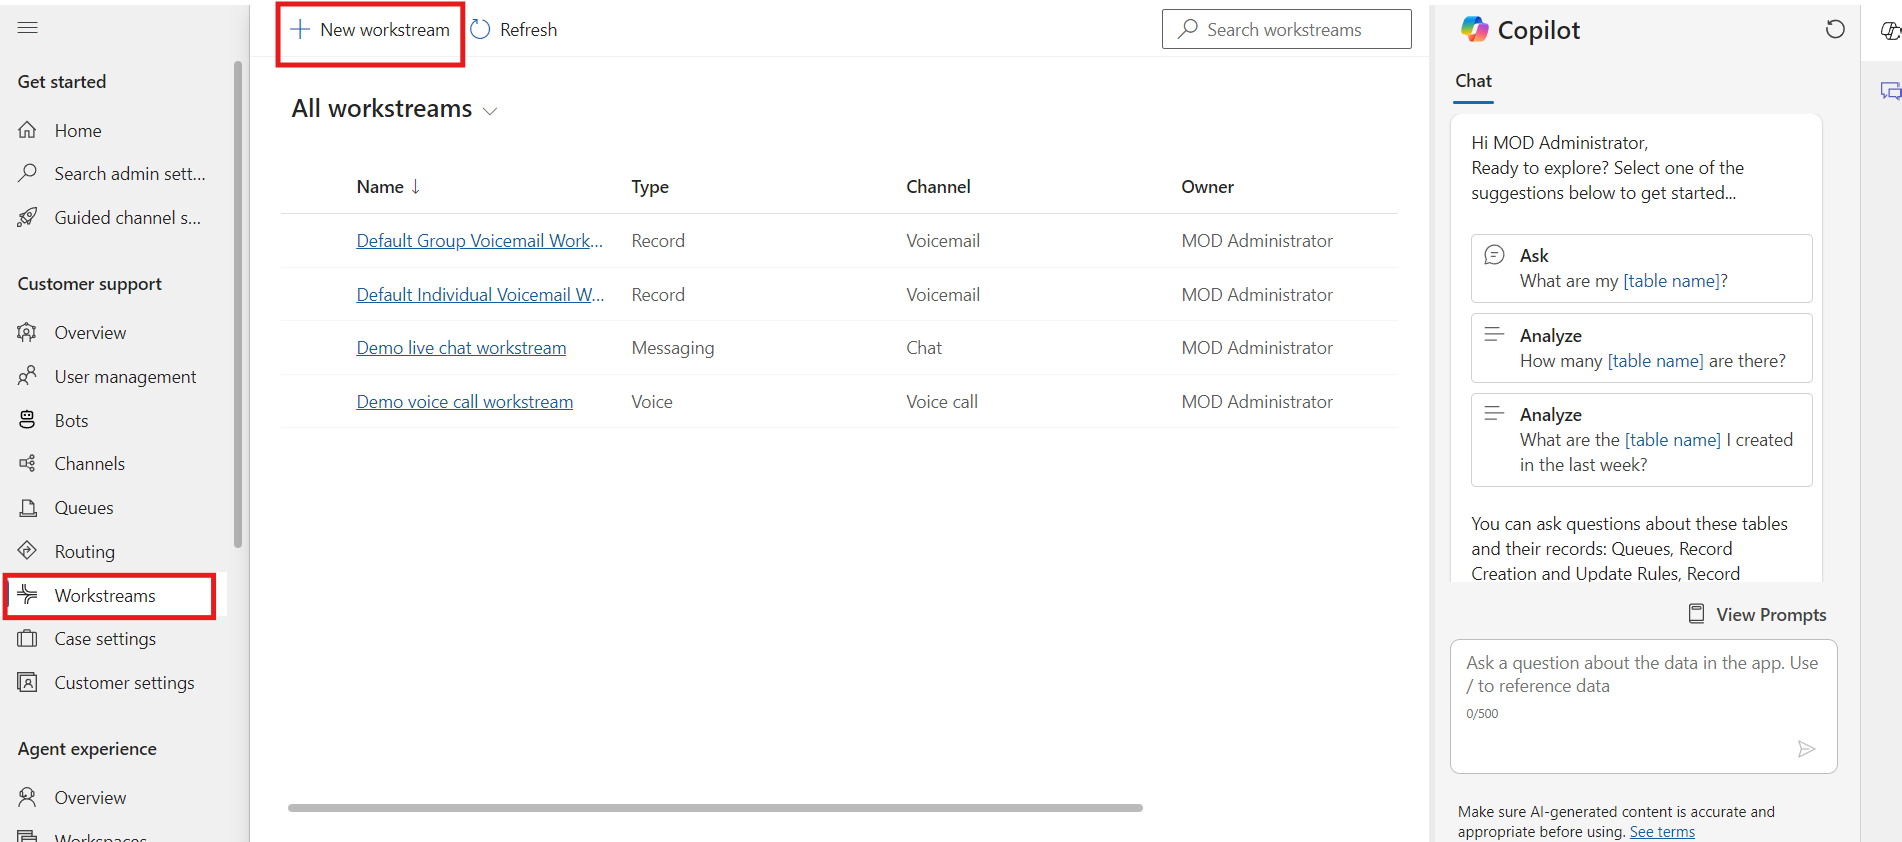 Get started
Home
Search admin sett...
Guided channel s...
Customer support
Overview
User management
Bots
Channels
Queues
Routing
Workstreams
Case settings
Customer settings
Agent experience
Overview
Workspaces
New workstream
Refresh
Search workstreams
All workstreams
Name ↓ Type Channel Owner
Default Group Voicemail Work... Record Voicemail MOD Administrator
Default Individual Voicemail W... Record Voicemail MOD Administrator
Demo live chat workstream Messaging Chat MOD Administrator
Demo voice call workstream Voice Voice call MOD Administrator
Copilot
Chat
Hi MOD Administrator,
Ready to explore? Select one of the
suggestions below to get started...
Ask
What are my [table name]?
Analyze
How many [table name] are there?
Analyze
What are the [table name] I created
in the last week?
You can ask questions about these tables
and their records: Queues, Record
Creation and Update Rules, Record
View Prompts
Ask a question about the data in the app. Use
/ to reference data
0/500
Make sure AI-generated content is accurate and
appropriate before using. See terms